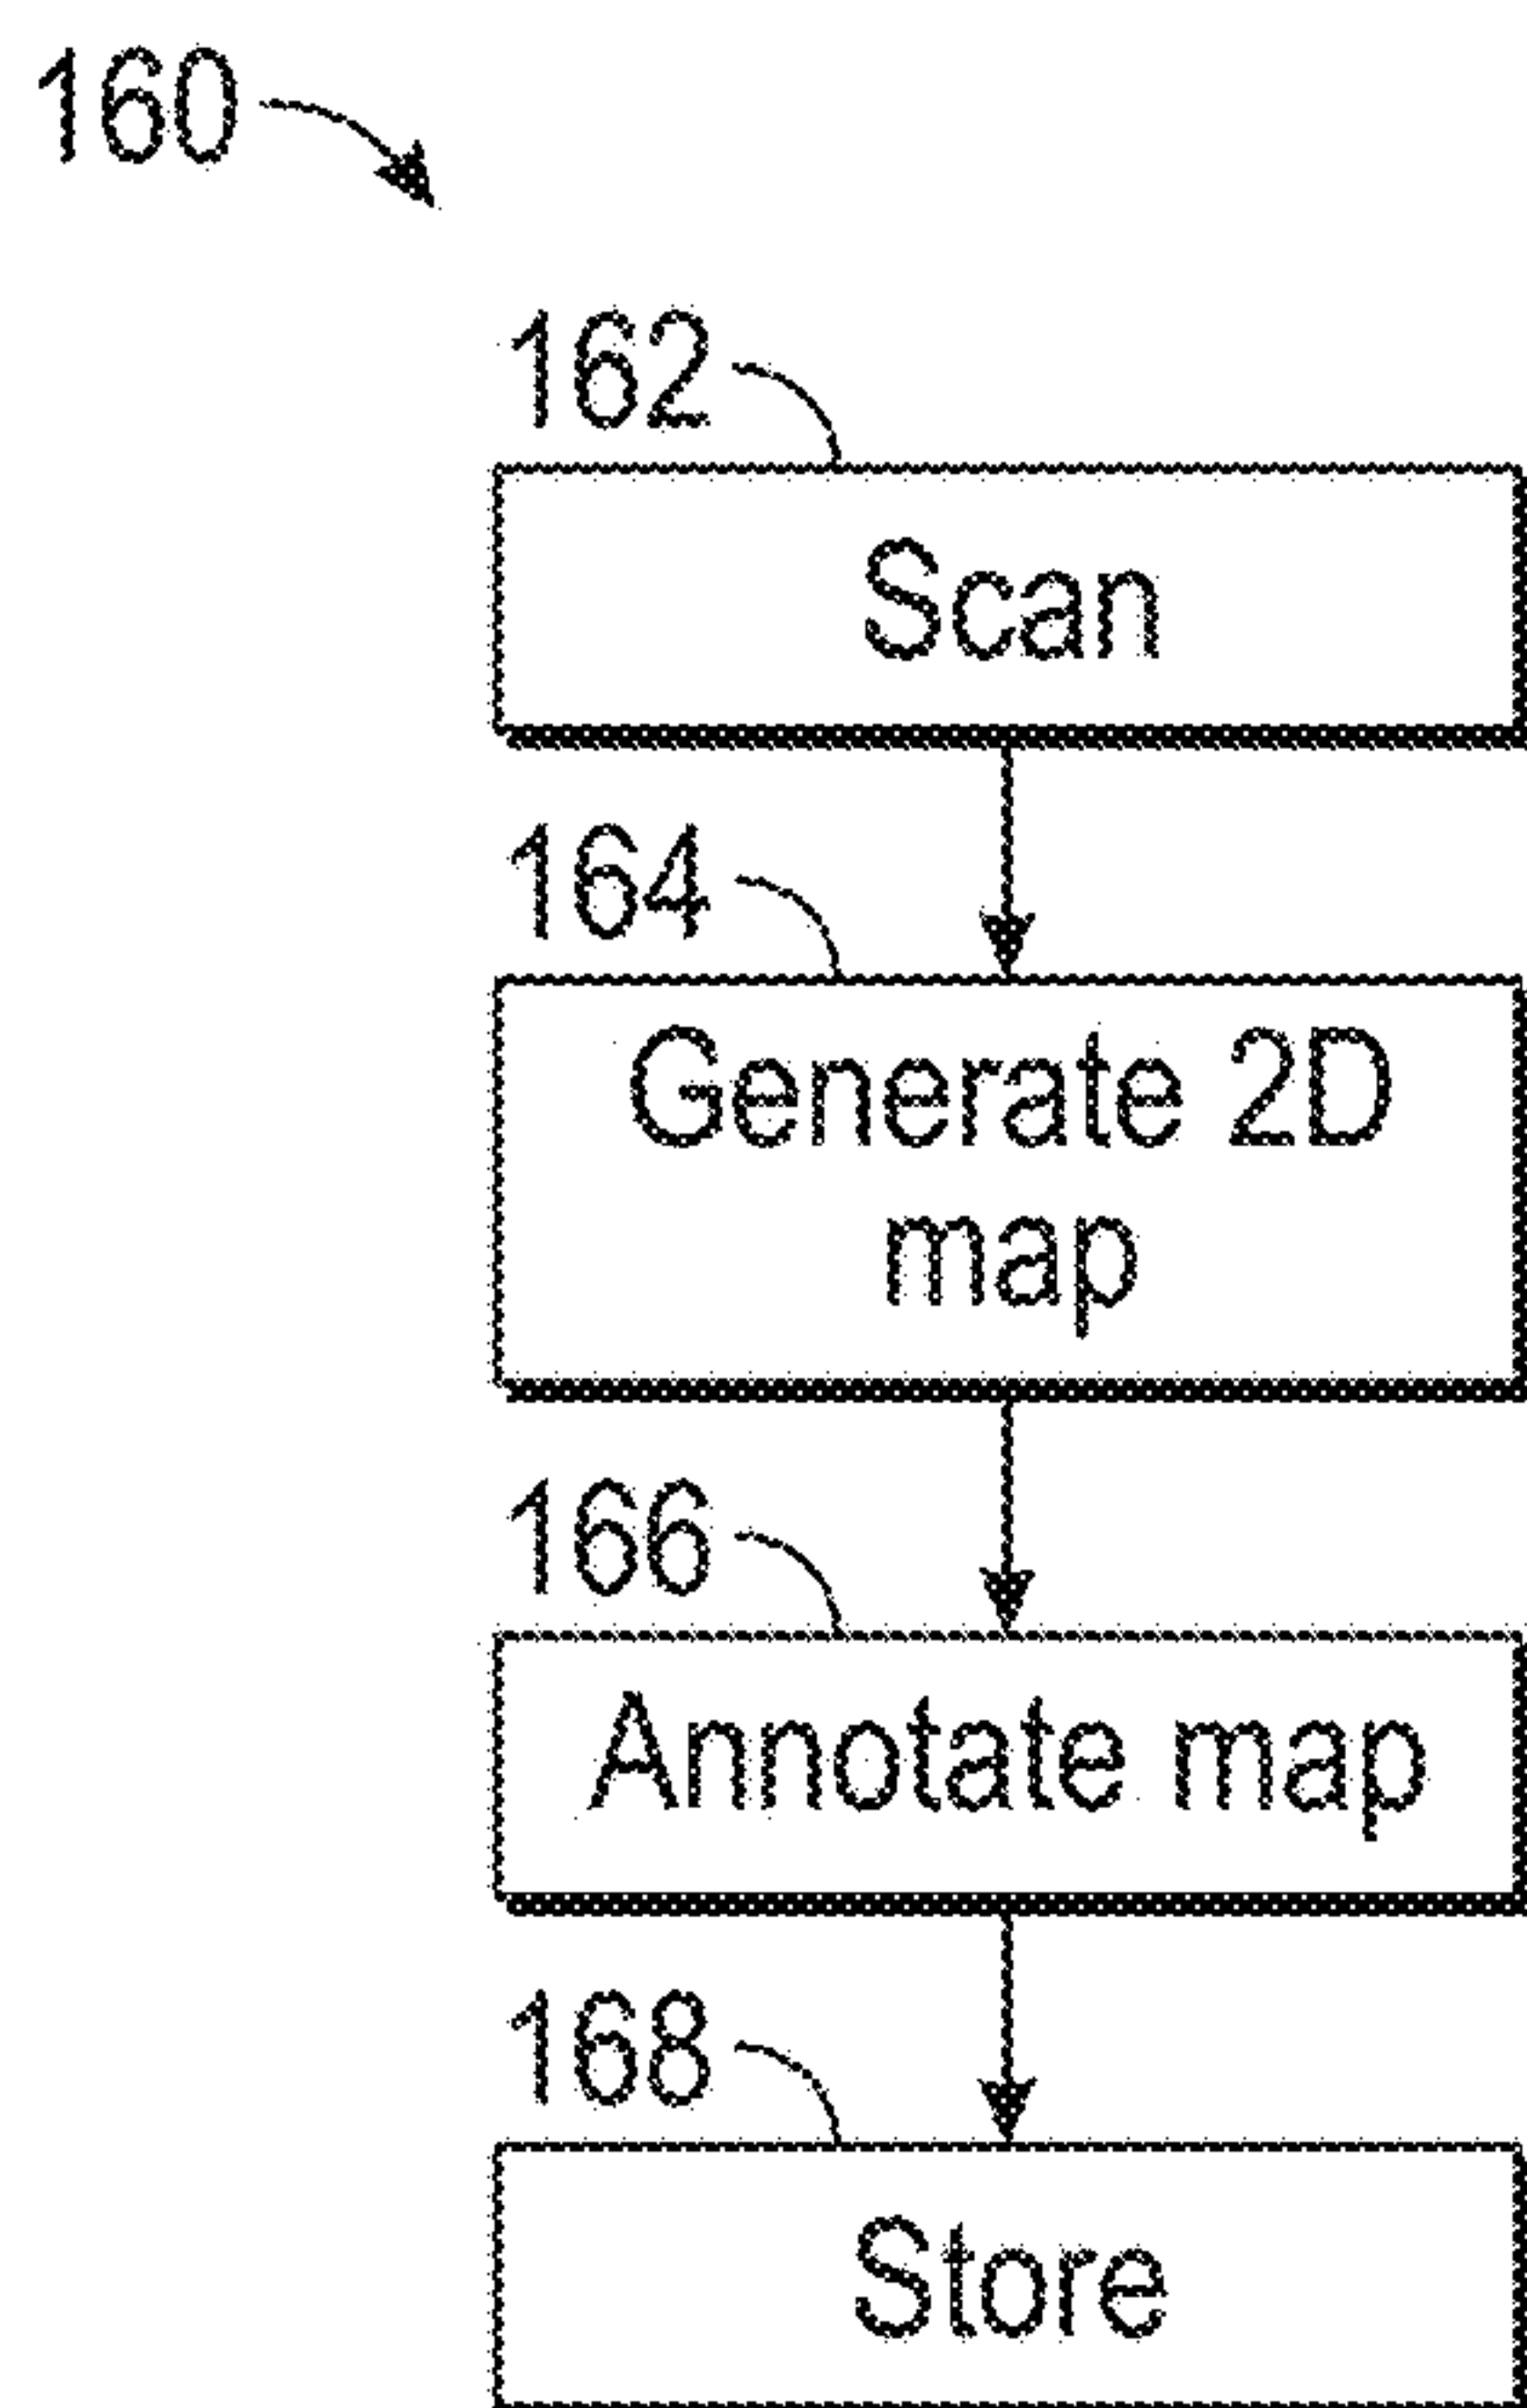 160
162
Scan
164
Generate 2D
map
166
Annotate map
168
Store